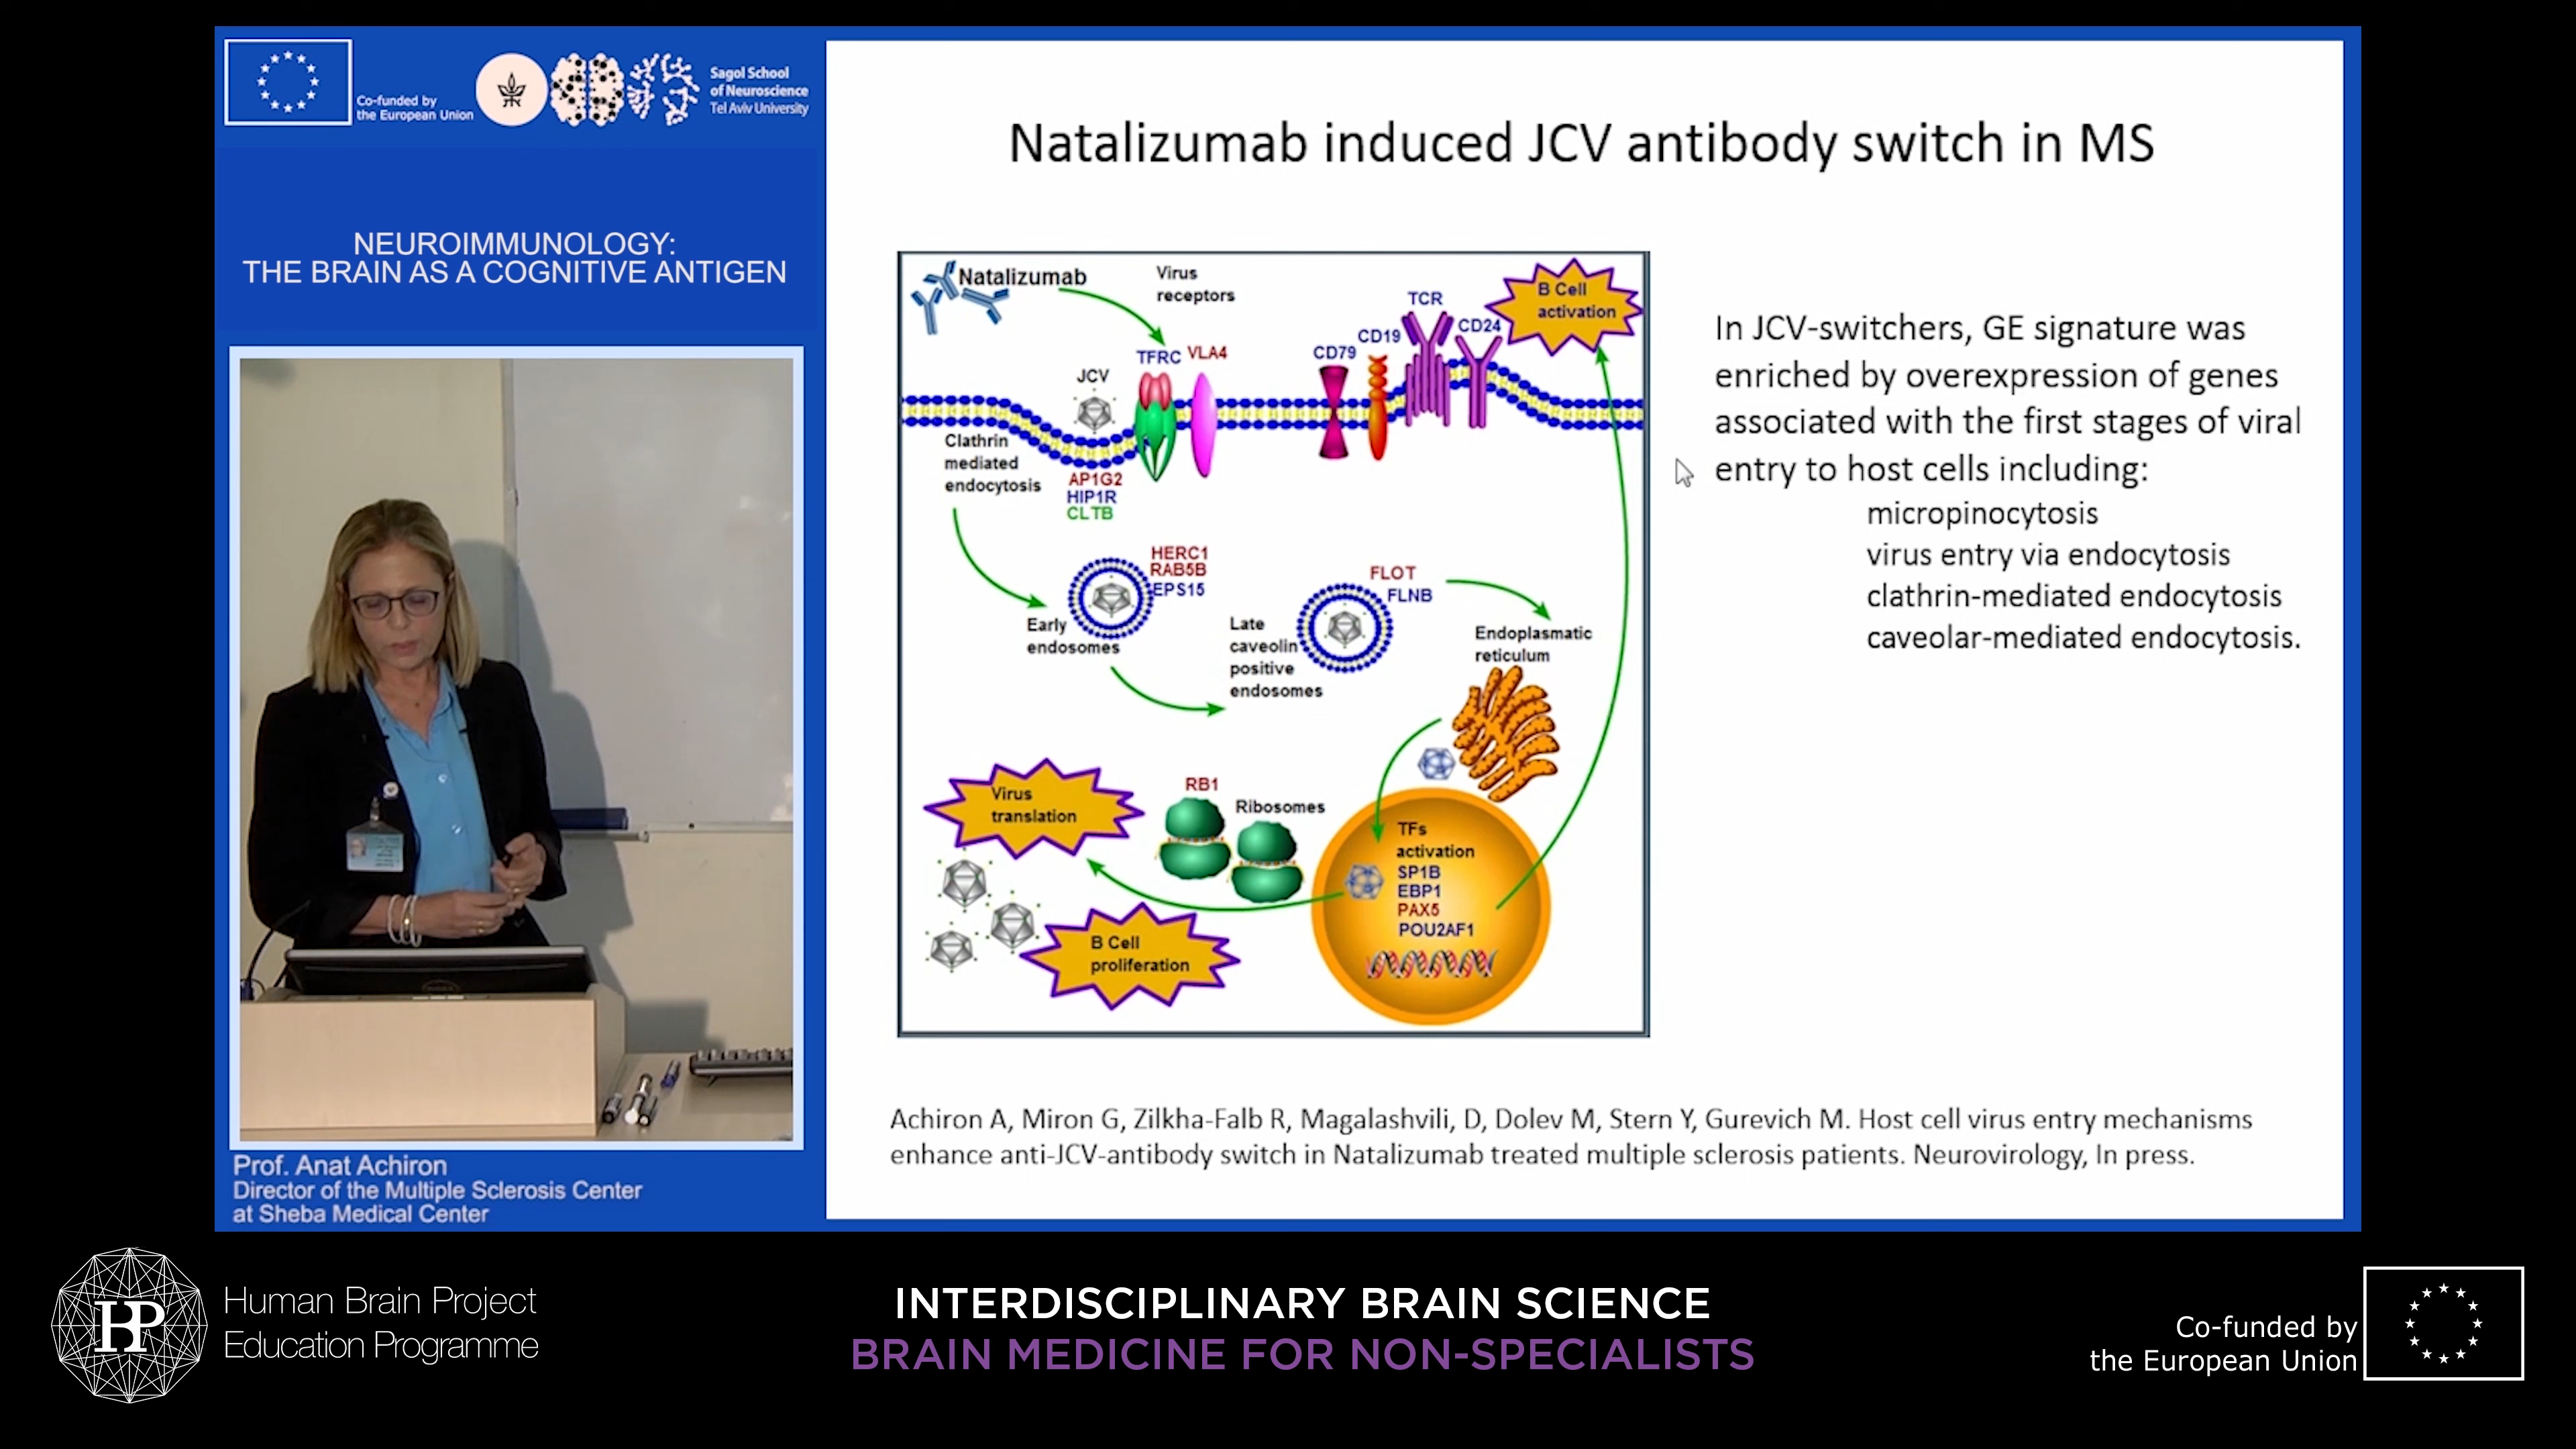 Co-funded by
the European Union
Sagol School
of Neuroscience
Tel Aviv University
NEUROIMMUNOLOGY:
THE BRAIN AS A COGNITIVE ANTIGEN
Prof. Anat Achiron
Director of the Multiple Sclerosis Center
at Sheba Medical Center
Natalizumab induced JCV antibody switch in MS
Natalizumab
Virus
receptors
TFRC
VLA4
JCV
CD79
CD19
TCR
CD24
B Cell
activation
Clathrin
mediated
endocytosis
AP1G2
HIP1R
CLTB
HERC1
RAB5B
EPS15
Early
endosomes
Late
caveolin
positive
endosomes
FLOT
FLNB
Endoplasmatic
reticulum
Virus
translation
RB1
Ribosomes
TFs
activation
SP1B
EBP1
PAX5
POU2AF1
B Cell
proliferation
In JCV-switchers, GE signature was
enriched by overexpression of genes
associated with the first stages of viral
entry to host cells including:
micropinocytosis
virus entry via endocytosis
clathrin-mediated endocytosis
caveolar-mediated endocytosis.
Achiron A, Miron G, Zilkha-Falb R, Magalashvili, D, Dolev M, Stern Y, Gurevich M. Host cell virus entry mechanisms
enhance anti-JCV-antibody switch in Natalizumab treated multiple sclerosis patients. Neurovirology, In press.
HP
Human Brain Project
Education Programme
INTERDISCIPLINARY BRAIN SCIENCE
BRAIN MEDICINE FOR NON-SPECIALISTS
Co-funded by
the European Union